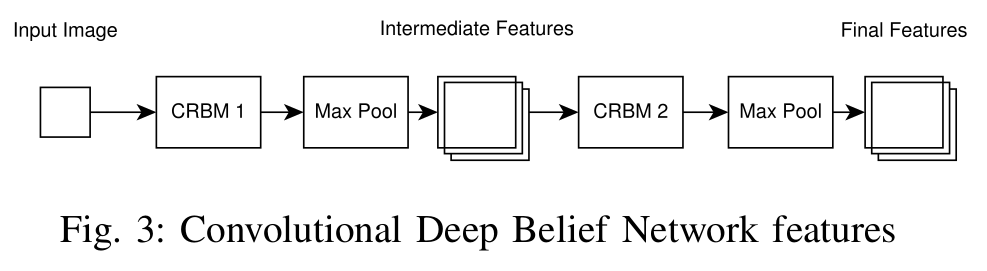 Input Image
Intermediate Features
Final Features
CRBM 1
Max Pool
CRBM 2
Max Pool
Fig. 3: Convolutional Deep Belief Network features